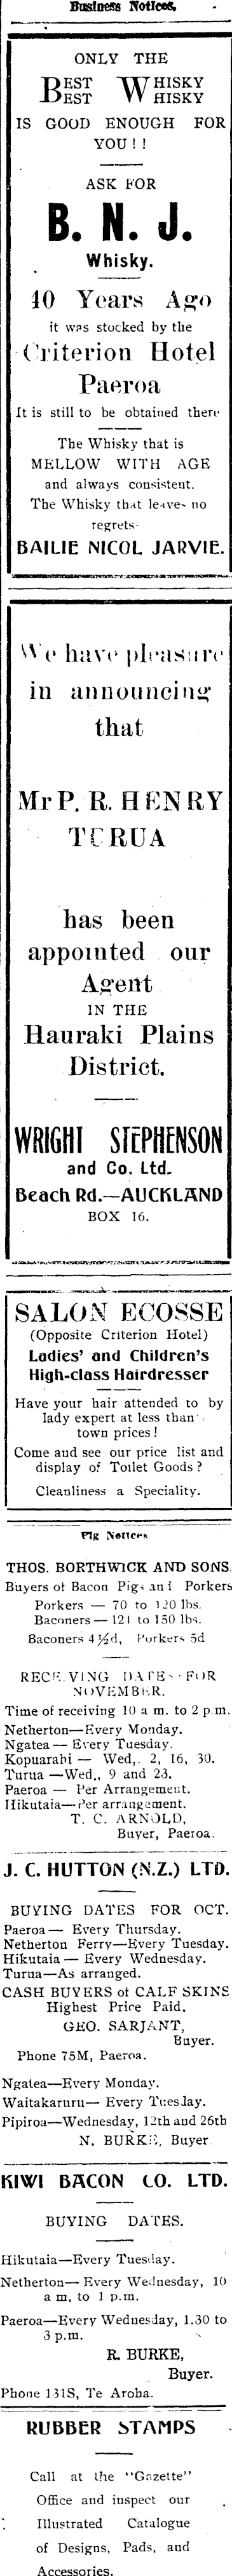 Business Notices.
ONLY THE
BEST WHISKY
BEST WHISKY
IS GOOD ENOUGH FOR
YOU ! !
ASK FOR
B. N. J.
Whisky.
40 Years Ago
it was stocked by the
Criterion Hotel
Paeroa
It is still to be obtained there
The Whisky that is
MELLOW WITH AGE
and always consistent.
The Whisky that leaves no
regrets-
BAILIE NICOL JARVIE.
We have pleasure
in announcing
that
Mr P. R. HENRY
TURUA
has been
appointed our
Agent
IN THE
Hauraki Plains
District.
WRIGHT STEPHENSON
and Co. Ltd.
Beach Rd.—AUCKLAND
BOX 16.
SALON ECOSSE
(Opposite Criterion Hotel)
Ladies' and Children's
High-class Hairdresser
Have your hair attended to by
lady expert at less than
town prices !
Come and see our price list and
display of Toilet Goods ?
Cleanliness a Speciality.
Pig Notices
THOS. BORTHWICK AND SONS
Buyers of Bacon Pigs and Porkers
Porkers — 70 to 120 lbs.
Baconers—121 to 150 lbs.
Baconers 4½d, Porkers 5d
RECEIVING DATES FOR
NOVEMBER.
Time of receiving 10 a m. to 2 p.m.
Netherton—Every Monday.
Ngatea— Every Tuesday.
Kopuarahi — Wed,. 2, 16, 30.
Turua —Wed., 9 and 23.
Paeroa — Per Arrangement.
Hikutaia—Per arrangement.
T. C. ARNOLD,
Buyer, Paeroa.
J. C. HUTTON (N.Z.) LTD.
BUYING DATES FOR OCT.
Paeroa— Every Thursday.
Netherton Ferry—Every Tuesday.
Hikutaia — Every Wednesday.
Turua—As arranged.
CASH BUYERS of CALF SKINS
Highest Price Paid.
GEO. SARJANT,
Buyer.
Phone 75M, Paeroa.
Ngatea—Every Monday.
Waitakaruru— Every Tuesday.
Pipiroa—Wednesday, 12th and 26th
N. BURKE, Buyer
KIWI BACON CO. LTD.
BUYING DATES.
Hikutaia—Every Tuesday.
Netherton— Every Wednesday, 10
a m, to 1 p.m.
Paeroa—Every Wednesday, 1.30 to
3 p.m.
R. BURKE,
Buyer.
Phone 131S, Te Aroha.
RUBBER STAMPS
Call at the "Gazette"
Office and inspect our
Illustrated Catalogue
of Designs, Pads, and
Accessories.